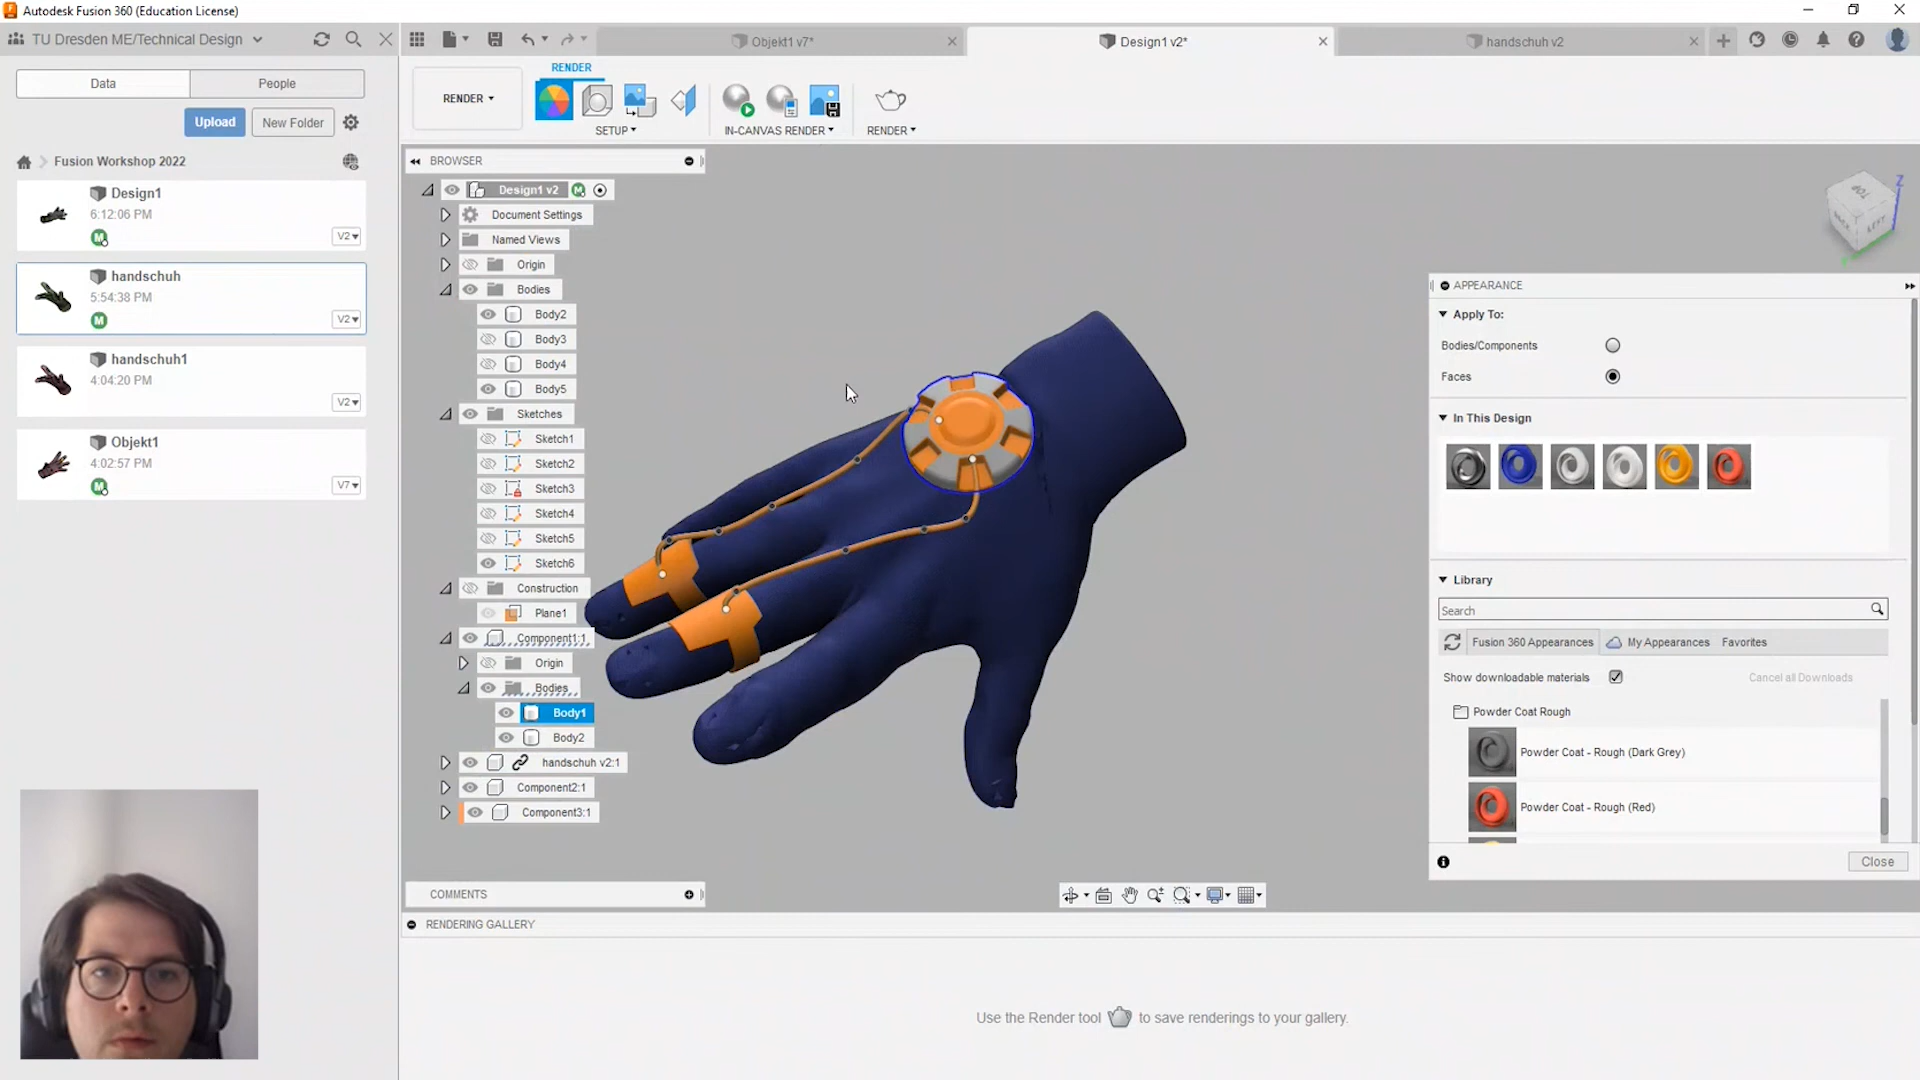 Autodesk Fusion 360 (Education License)
TU Dresden ME/Technical Design
Objekt1 v7*
Design1 v2*
handschuh v2
Data
People
Upload
New Folder
Fusion Workshop 2022
Design1
6:12:06 PM
V2
handschuh
5:54:38 PM
V2
handschuh1
4:04:20 PM
V2
Objekt1
4:02:57 PM
V7
RENDER
RENDER
SETUP
IN-CANVAS RENDER
RENDER
BROWSER
Design1 v2
Document Settings
Named Views
Origin
Bodies
Body2
Body3
Body4
Body5
Sketches
Sketch1
Sketch2
Sketch3
Sketch4
Sketch5
Sketch6
Construction
Plane1
Component1:1
Origin
Bodies
Body1
Body2
handschuh v2:1
Component2:1
Component3:1
COMMENTS
RENDERING GALLERY
Use the Render tool to save renderings to your gallery.
TOP
BACK
LEFT
Z
APPEARANCE
Apply To:
Bodies/Components
Faces
In This Design
Library
Search
Fusion 360 Appearances
My Appearances
Favorites
Show downloadable materials
Cancel all Downloads
Powder Coat Rough
Powder Coat - Rough (Dark Grey)
Powder Coat - Rough (Red)
Close